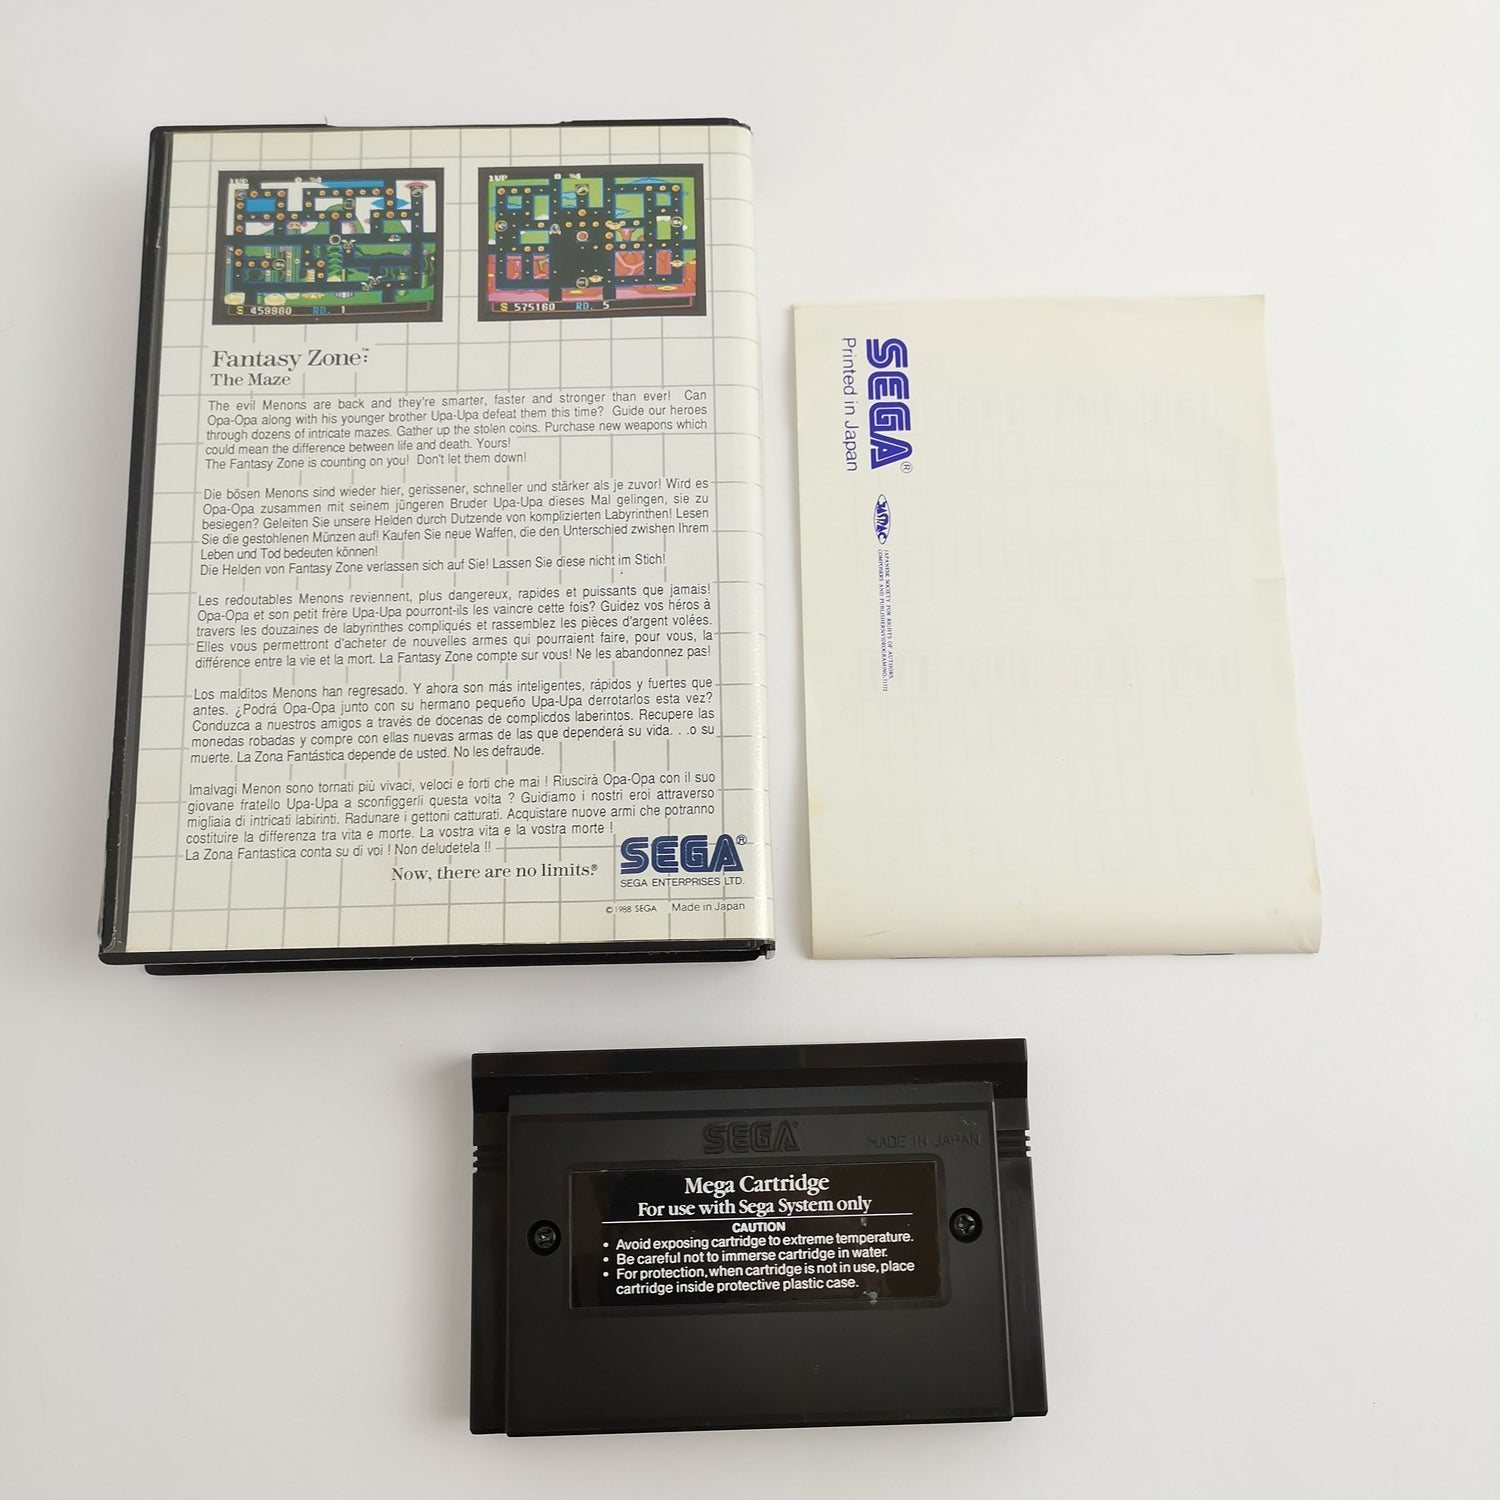 1UP
S 459980 RD. 1
1UP
S 575160 RD. 5
Fantasy Zone:™
The Maze
The evil Menons are back and they're smarter, faster and stronger than ever! Can
Opa-Opa along with his younger brother Upa-Upa defeat them this time? Guide our heroes
through dozens of intricate mazes. Gather up the stolen coins. Purchase new weapons which
could mean the difference between life and death. Yours!
The Fantasy Zone is counting on you! Don't let them down!
Die bösen Menons sind wieder hier, gerissener, schneller und stärker als je zuvor! Wird es
Opa-Opa zusammen mit seinem jüngeren Bruder Upa-Upa dieses Mal gelingen, sie zu
besiegen? Geleiten Sie unsere Helden durch Dutzende von komplizierten Labyrinthen! Lesen
Sie die gestohlenen Münzen auf! Kaufen Sie neue Waffen, die den Unterschied zwishen Ihrem
Leben und Tod bedeuten können!
Die Helden von Fantasy Zone verlassen sich auf Sie! Lassen Sie diese nicht im Stich!
Les redoutables Menons reviennent, plus dangereux, rapides et puissants que jamais!
Opa-Opa et son petit frère Upa-Upa pourront-ils les vaincre cette fois? Guidez vos héros à
travers les douzaines de labyrinthes compliqués et rassemblez les pièces d'argent volées.
Elles vous permettront d'acheter de nouvelles armes qui pourraient faire, pour vous, la
différence entre la vie et la mort. La Fantasy Zone compte sur vous! Ne les abandonnez pas!
Los malditos Menons han regresado. Y ahora son más inteligentes, rápidos y fuertes que
antes. ¿Podrá Opa-Opa junto con su hermano pequeño Upa-Upa derrotarlos esta vez?
Conduzca a nuestros amigos a través de docenas de complicdos laberintos. Recupere las
monedas robadas y compre con ellas nuevas armas de las que dependerá su vida. . .o su
muerte. La Zona Fantástica depende de usted. No les defraude.
Imalvagi Menon sono tornati più vivaci, veloci e forti che mai ! Riuscirà Opa-Opa con il suo
giovane fratello Upa-Upa a sconfiggerli questa volta ? Guidiamo i nostri eroi attraverso
migliaia di intricati labirinti. Radunare i gettoni catturati. Acquistare nuove armi che potranno
costituire la differenza tra vita e morte. La vostra vita e la vostra morte !
La Zona Fantastica conta su di voi ! Non deludetela !!
Now, there are no limits.®
SEGA®
SEGA ENTERPRISES LTD.
© 1988 SEGA Made in Japan
SEGA®
Printed in Japan
JASRAC
JAPANESE SOCIETY FOR RIGHTS OF AUTHORS,
COMPOSERS AND PUBLISHERS
SEGA®
MADE IN JAPAN
Mega Cartridge
For use with Sega System only
CAUTION
• Avoid exposing cartridge to extreme temperature.
• Be careful not to immerse cartridge in water.
• For protection, when cartridge is not in use, place
cartridge inside protective plastic case.